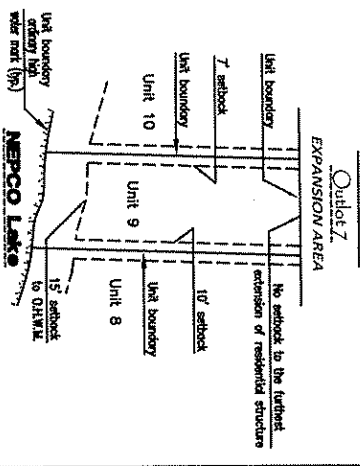 Outlot 7
EXPANSION AREA
No setback to the furthest
extension of residential structure
Unit boundary
7' setback
10' setback
Unit boundary
Unit boundary
Unit 10
Unit 9
Unit 8
15' setback
to O.H.W.M.
Unit boundary
ordinary high
water mark (typ.)
NEPCO Lake